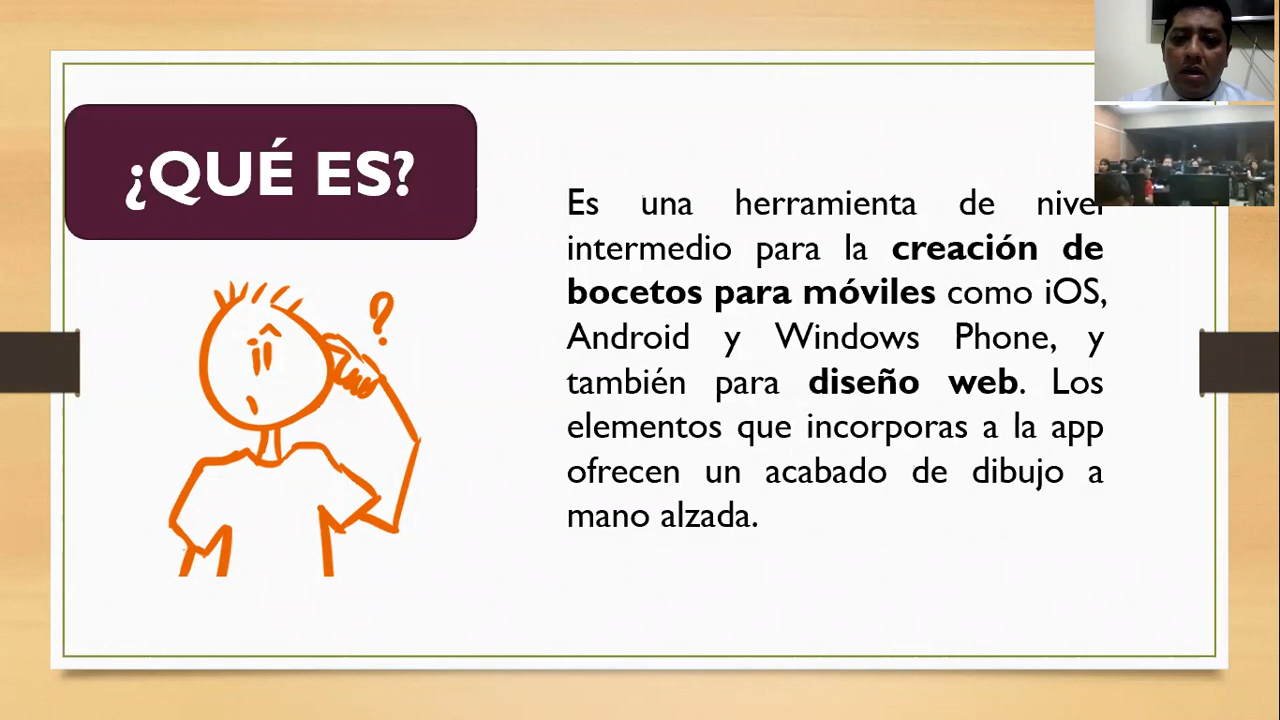 ¿QUÉ ES?
Es una herramienta de nivel
intermedio para la creación de
bocetos para móviles como iOS,
Android y Windows Phone, y
también para diseño web. Los
elementos que incorporas a la app
ofrecen un acabado de dibujo a
mano alzada.
?